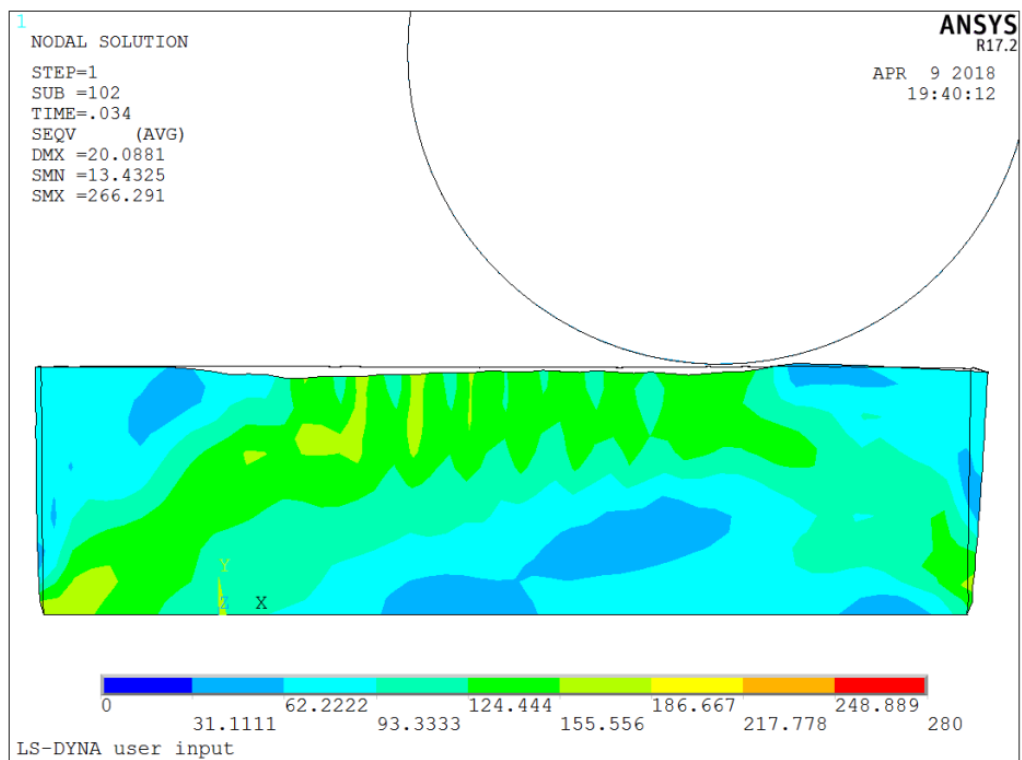 1
NODAL SOLUTION
STEP=1
SUB =102
TIME=.034
SEQV (AVG)
DMX =20.0881
SMN =13.4325
SMX =266.291
ANSYS
R17.2
APR 9 2018
19:40:12
Y
Z X
0 62.2222 124.444 186.667 248.889
31.1111 93.3333 155.556 217.778 280
LS-DYNA user input